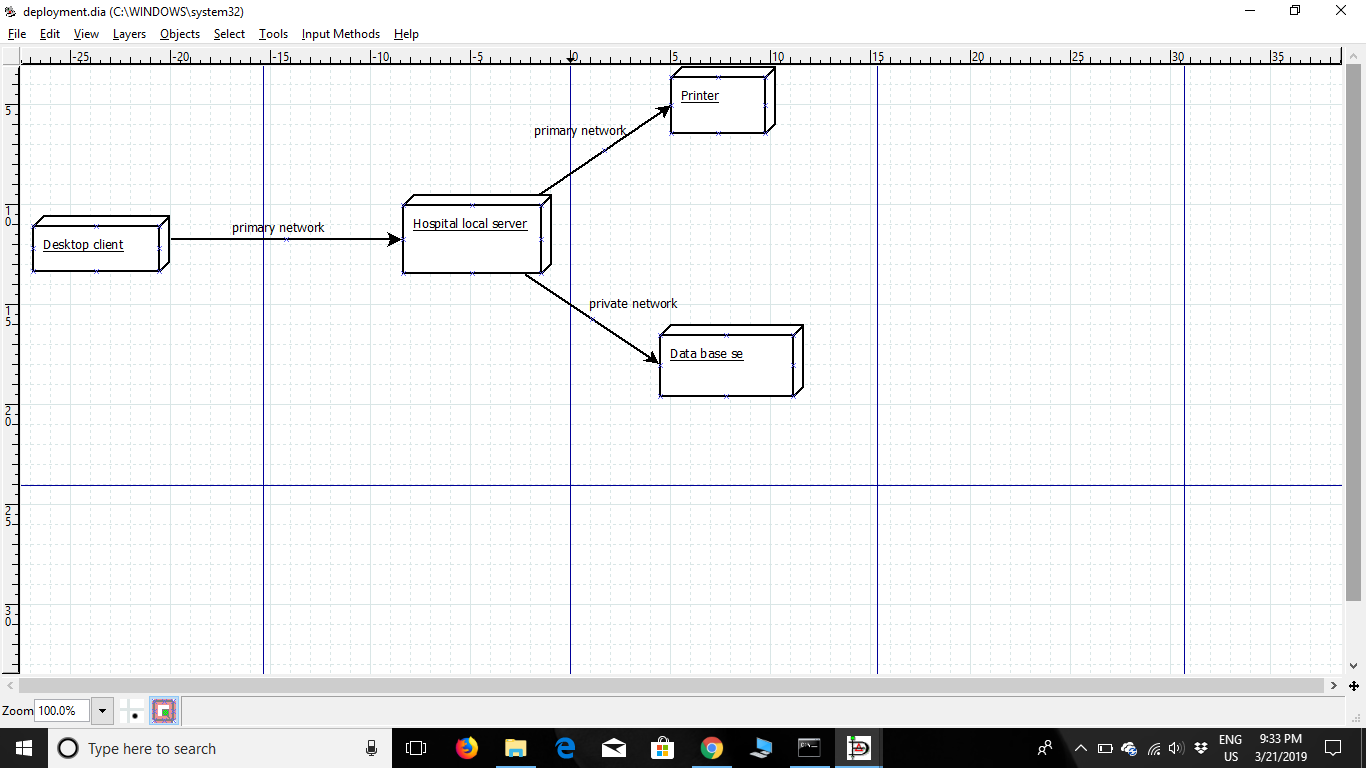 deployment.dia (C:\WINDOWS\system32)
File Edit View Layers Objects Select Tools Input Methods Help
-25 -20 -15 -10 -5 0 5 10 15 20 25 30 35
5
10
15
20
25
30
Printer
primary network
Hospital local server
primary network
Desktop client
private network
Data base se
Zoom 100.0%
Type here to search
ENG 9:33 PM
US 3/21/2019